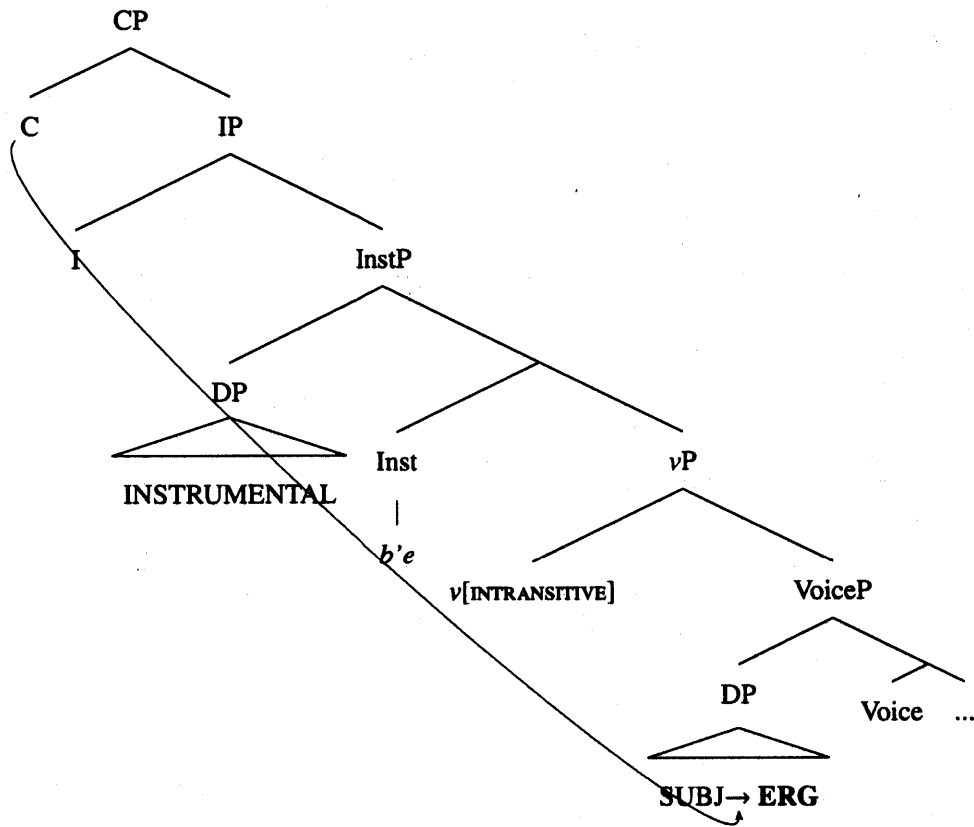 CP
C IP
I InstP
DP
INSTRUMENTAL
Inst vP
b’e
v[INTRANSITIVE] VoiceP
DP Voice ...
SUBJ→ ERG